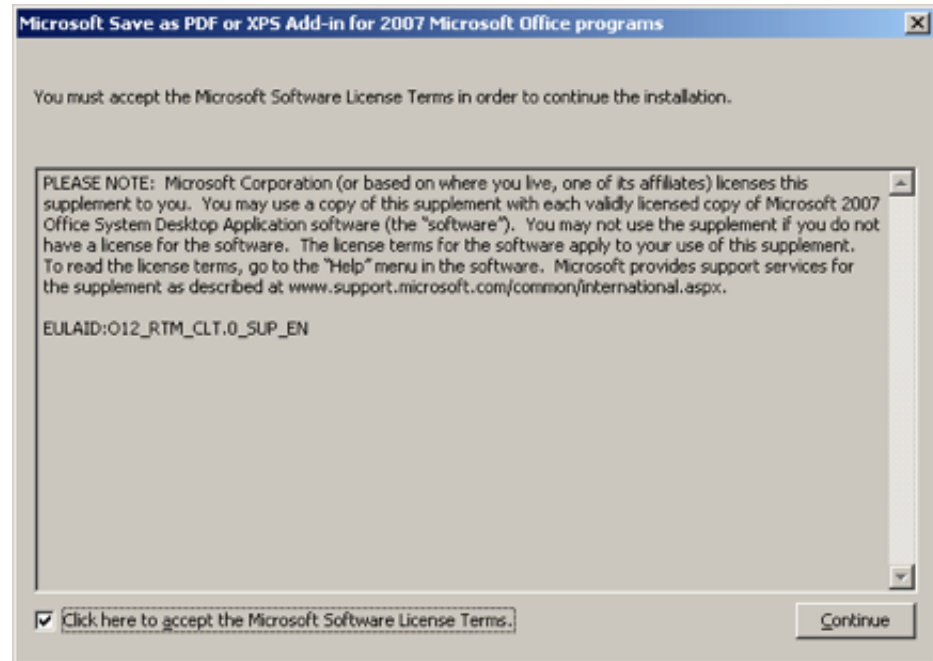 Microsoft Save as PDF or XPS Add-in for 2007 Microsoft Office programs
You must accept the Microsoft Software License Terms in order to continue the installation.
PLEASE NOTE:  Microsoft Corporation (or based on where you live, one of its affiliates) licenses this
supplement to you.  You may use a copy of this supplement with each validly licensed copy of Microsoft 2007
Office System Desktop Application software (the "software").  You may not use the supplement if you do not
have a license for the software.  The license terms for the software apply to your use of this supplement.
To read the license terms, go to the "Help" menu in the software.  Microsoft provides support services for
the supplement as described at www.support.microsoft.com/common/international.aspx.
EULAID:O12_RTM_CLT.0_SUP_EN
Click here to accept the Microsoft Software License Terms.
Continue